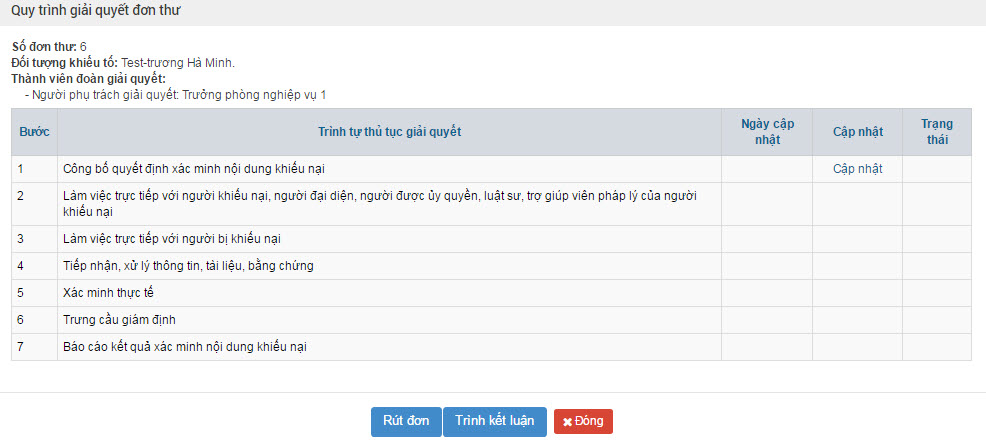 Quy trình giải quyết đơn thư
Số đơn thư: 6
Đối tượng khiếu tố: Test-trương Hà Minh.
Thành viên đoàn giải quyết:
- Người phụ trách giải quyết: Trưởng phòng nghiệp vụ 1
Bước Trình tự thủ tục giải quyết Ngày cập nhật Cập nhật Trạng thái
1 Công bố quyết định xác minh nội dung khiếu nại Cập nhật
2 Làm việc trực tiếp với người khiếu nại, người đại diện, người được ủy quyền, luật sư, trợ giúp viên pháp lý của người
khiếu nại
3 Làm việc trực tiếp với người bị khiếu nại
4 Tiếp nhận, xử lý thông tin, tài liệu, bằng chứng
5 Xác minh thực tế
6 Trưng cầu giám định
7 Báo cáo kết quả xác minh nội dung khiếu nại
Rút đơn Trình kết luận Đóng